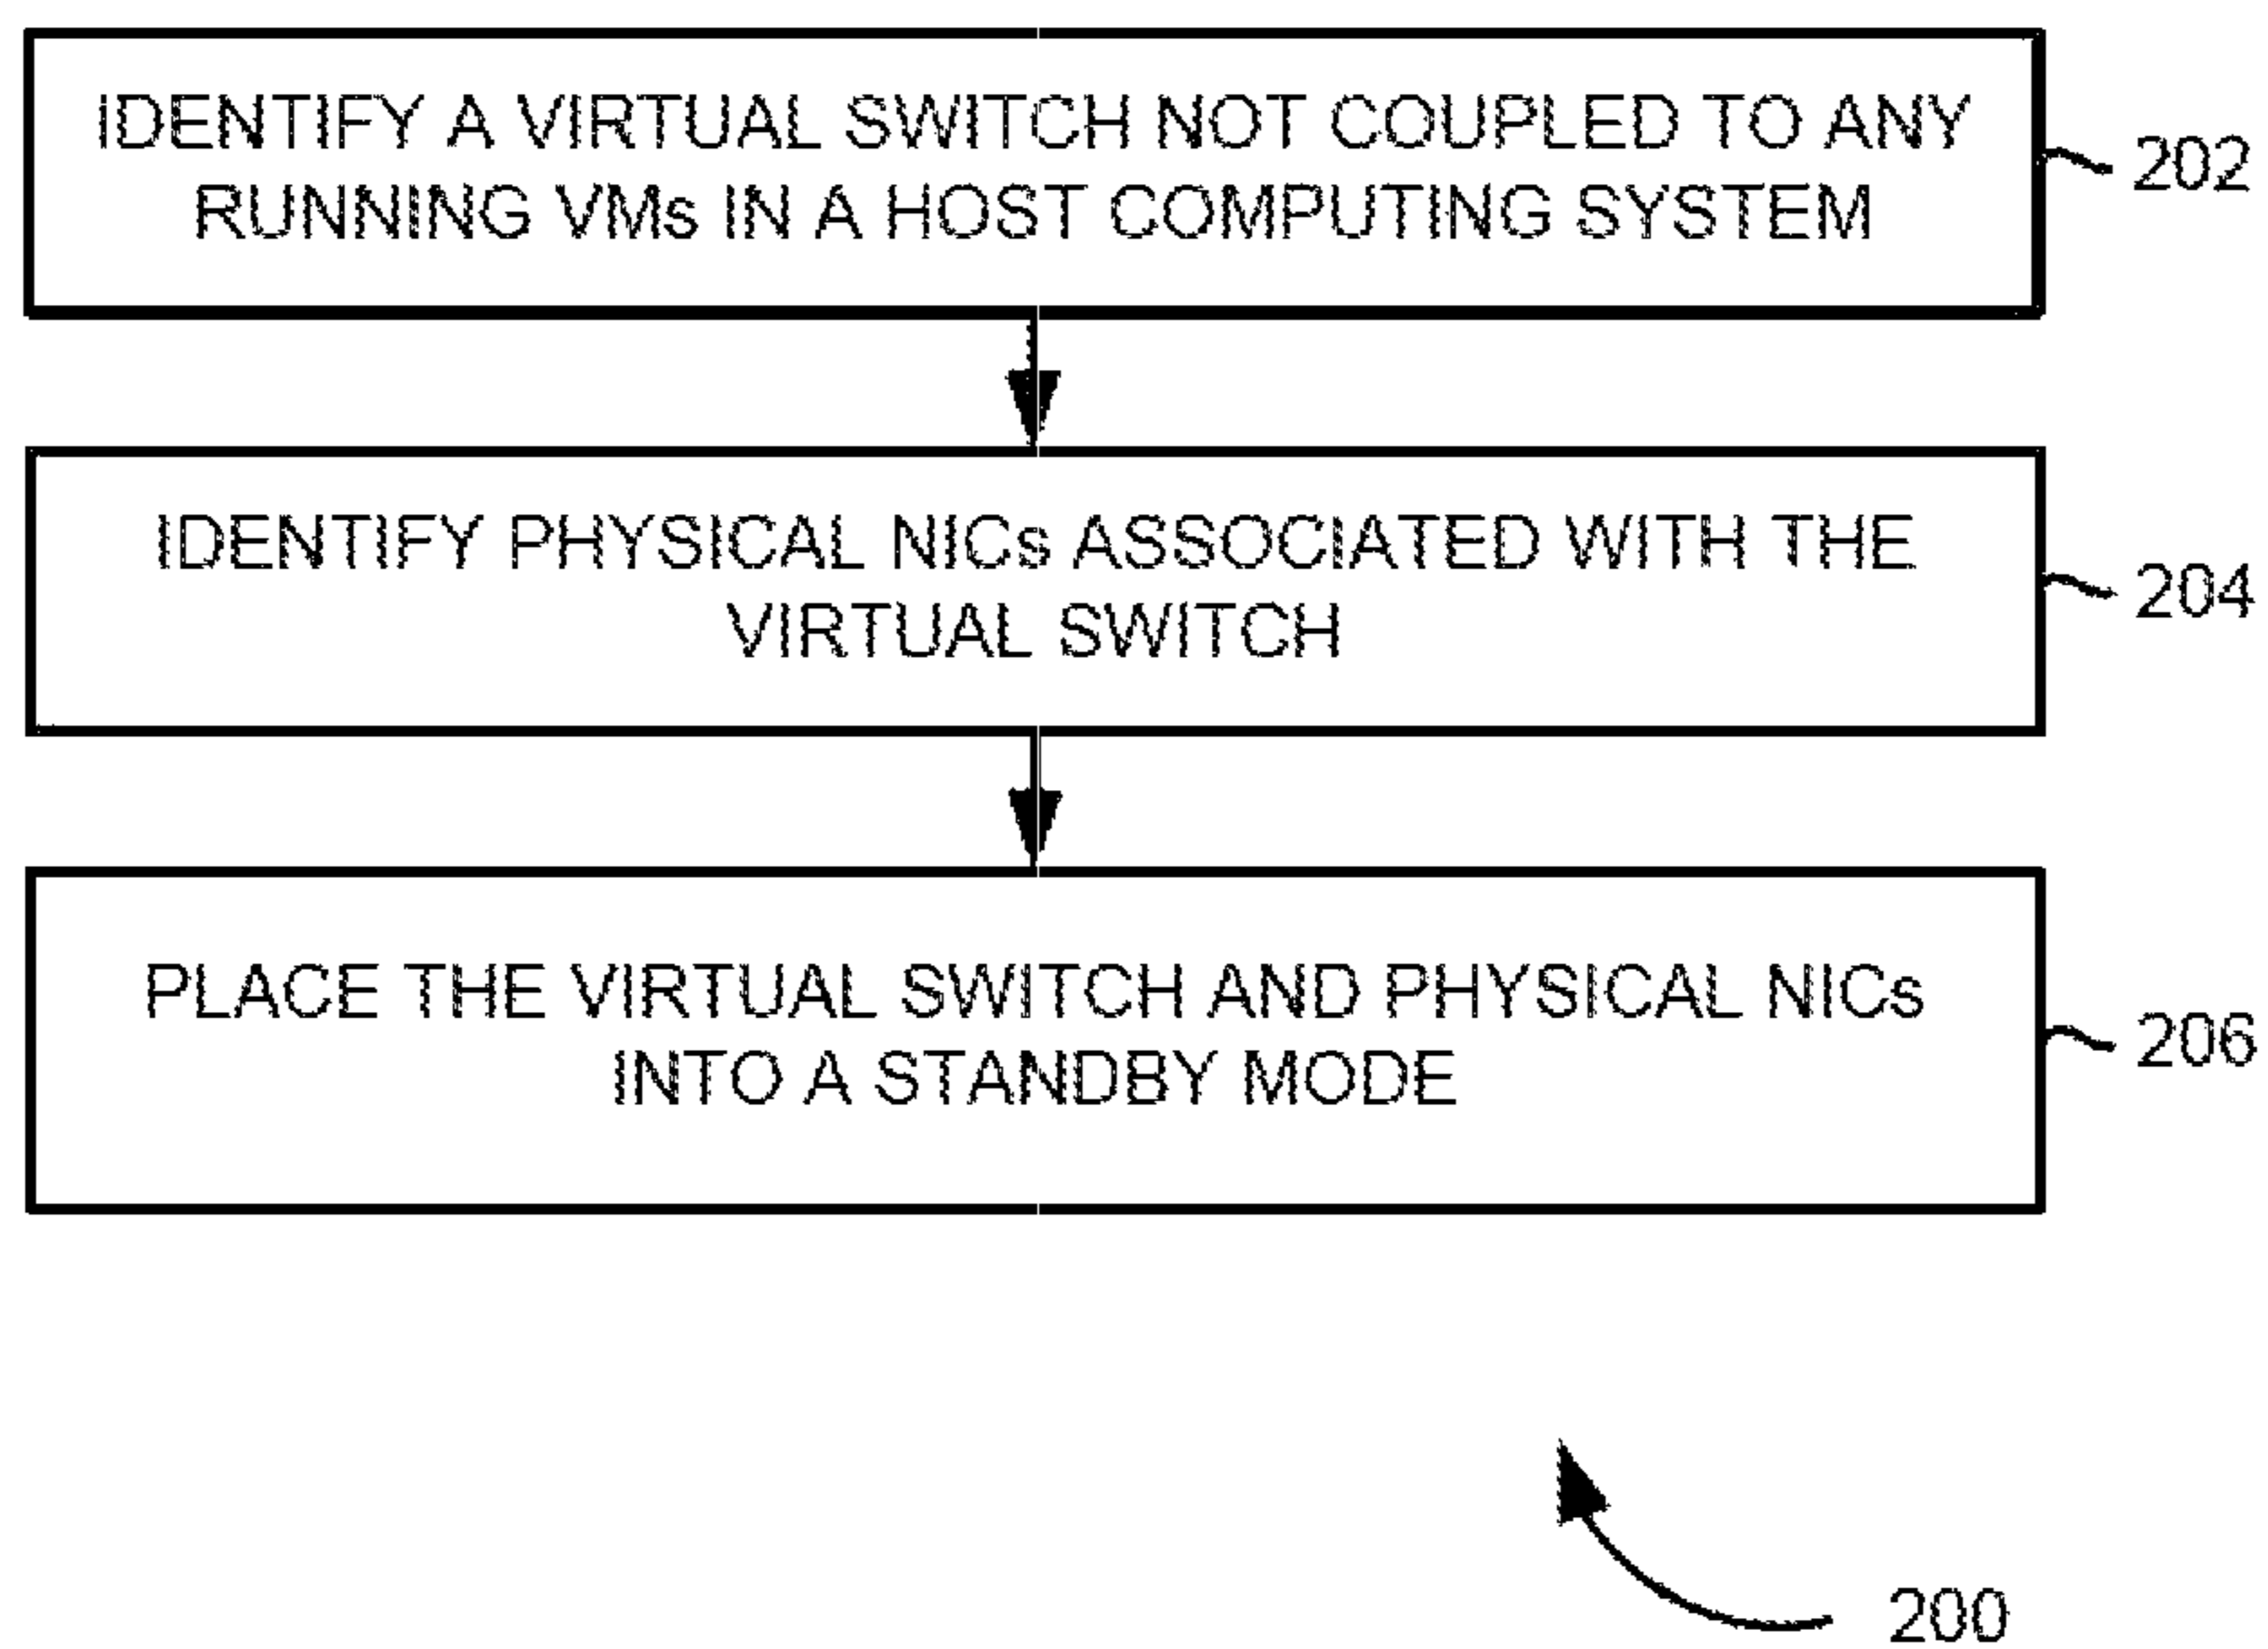 IDENTIFY A VIRTUAL SWITCH NOT COUPLED TO ANY
RUNNING VMs IN A HOST COMPUTING SYSTEM
202
IDENTIFY PHYSICAL NICs ASSOCIATED WITH THE
VIRTUAL SWITCH
204
PLACE THE VIRTUAL SWITCH AND PHYSICAL NICs
INTO A STANDBY MODE
206
200